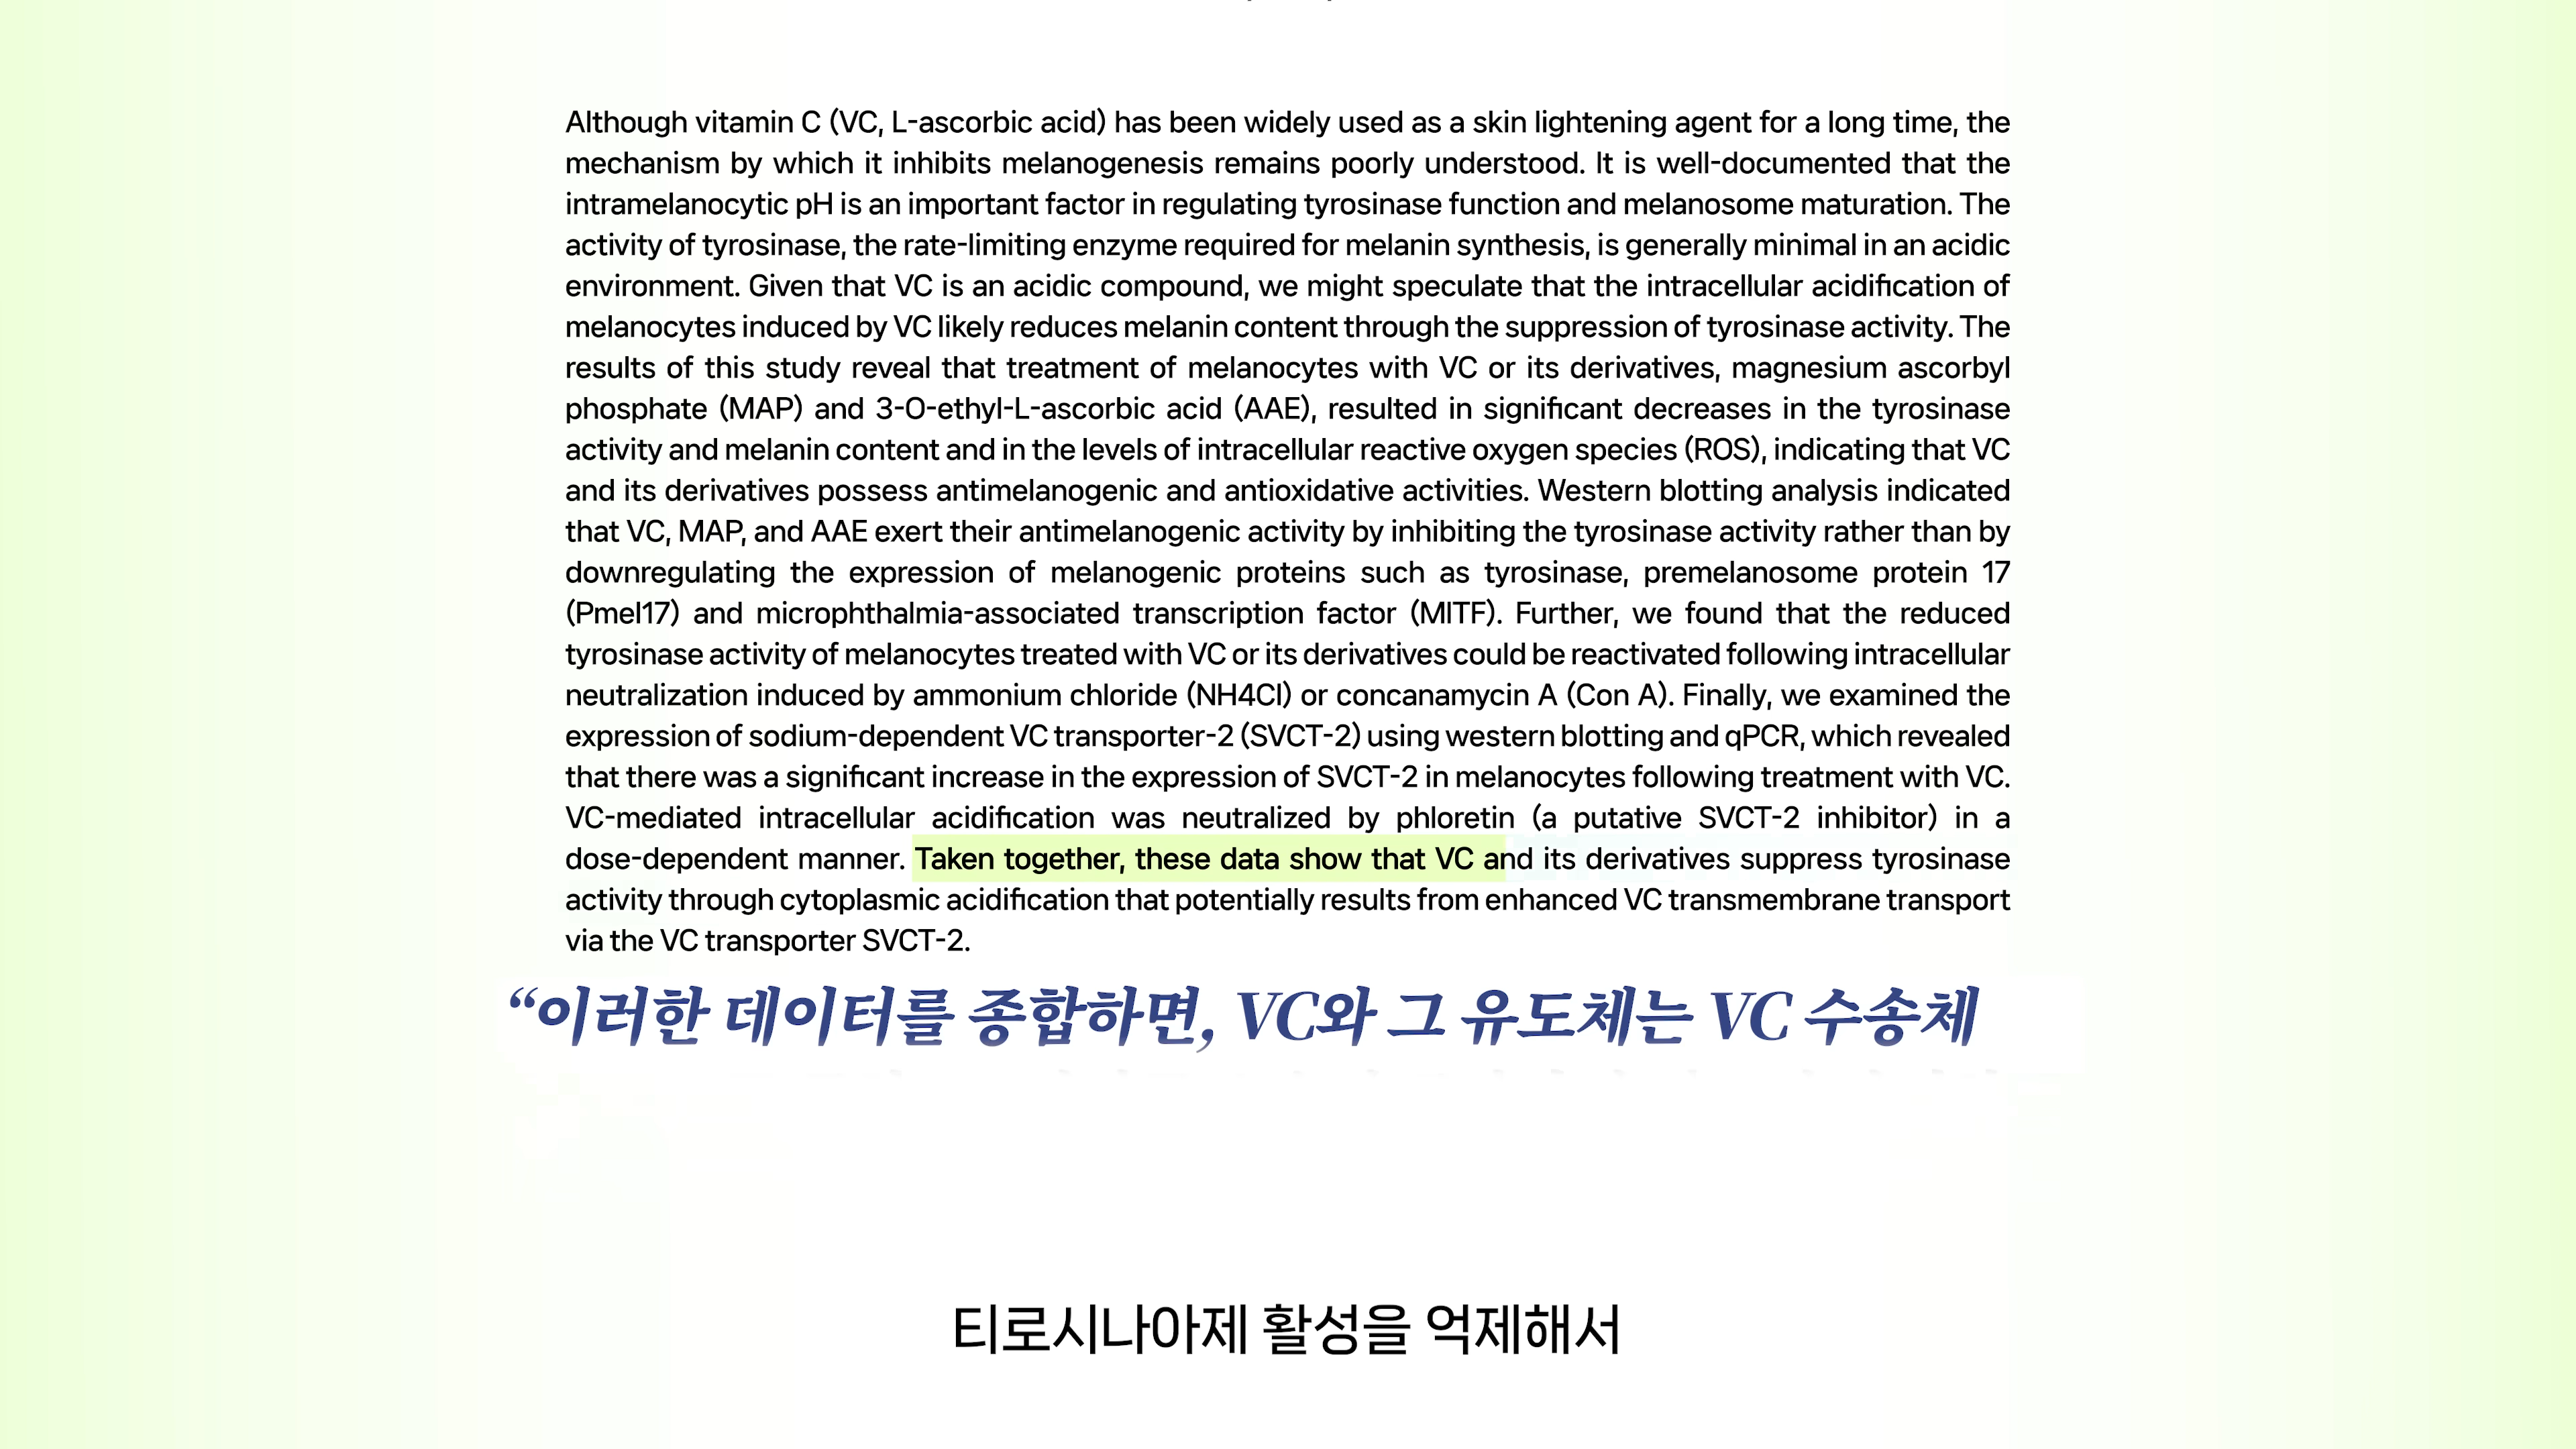 Although vitamin C (VC, L-ascorbic acid) has been widely used as a skin lightening agent for a long time, the
mechanism by which it inhibits melanogenesis remains poorly understood. It is well-documented that the
intramelanocytic pH is an important factor in regulating tyrosinase function and melanosome maturation. The
activity of tyrosinase, the rate-limiting enzyme required for melanin synthesis, is generally minimal in an acidic
environment. Given that VC is an acidic compound, we might speculate that the intracellular acidification of
melanocytes induced by VC likely reduces melanin content through the suppression of tyrosinase activity. The
results of this study reveal that treatment of melanocytes with VC or its derivatives, magnesium ascorbyl
phosphate (MAP) and 3-O-ethyl-L-ascorbic acid (AAE), resulted in significant decreases in the tyrosinase
activity and melanin content and in the levels of intracellular reactive oxygen species (ROS), indicating that VC
and its derivatives possess antimelanogenic and antioxidative activities. Western blotting analysis indicated
that VC, MAP, and AAE exert their antimelanogenic activity by inhibiting the tyrosinase activity rather than by
downregulating the expression of melanogenic proteins such as tyrosinase, premelanosome protein 17
(Pmel17) and microphthalmia-associated transcription factor (MITF). Further, we found that the reduced
tyrosinase activity of melanocytes treated with VC or its derivatives could be reactivated following intracellular
neutralization induced by ammonium chloride (NH4Cl) or concanamycin A (Con A). Finally, we examined the
expression of sodium-dependent VC transporter-2 (SVCT-2) using western blotting and qPCR, which revealed
that there was a significant increase in the expression of SVCT-2 in melanocytes following treatment with VC.
VC-mediated intracellular acidification was neutralized by phloretin (a putative SVCT-2 inhibitor) in a
dose-dependent manner. Taken together, these data show that VC and its derivatives suppress tyrosinase
activity through cytoplasmic acidification that potentially results from enhanced VC transmembrane transport
via the VC transporter SVCT-2.
“이러한 데이터를 종합하면, VC와 그 유도체는 VC 수송체
티로시나아제 활성을 억제해서